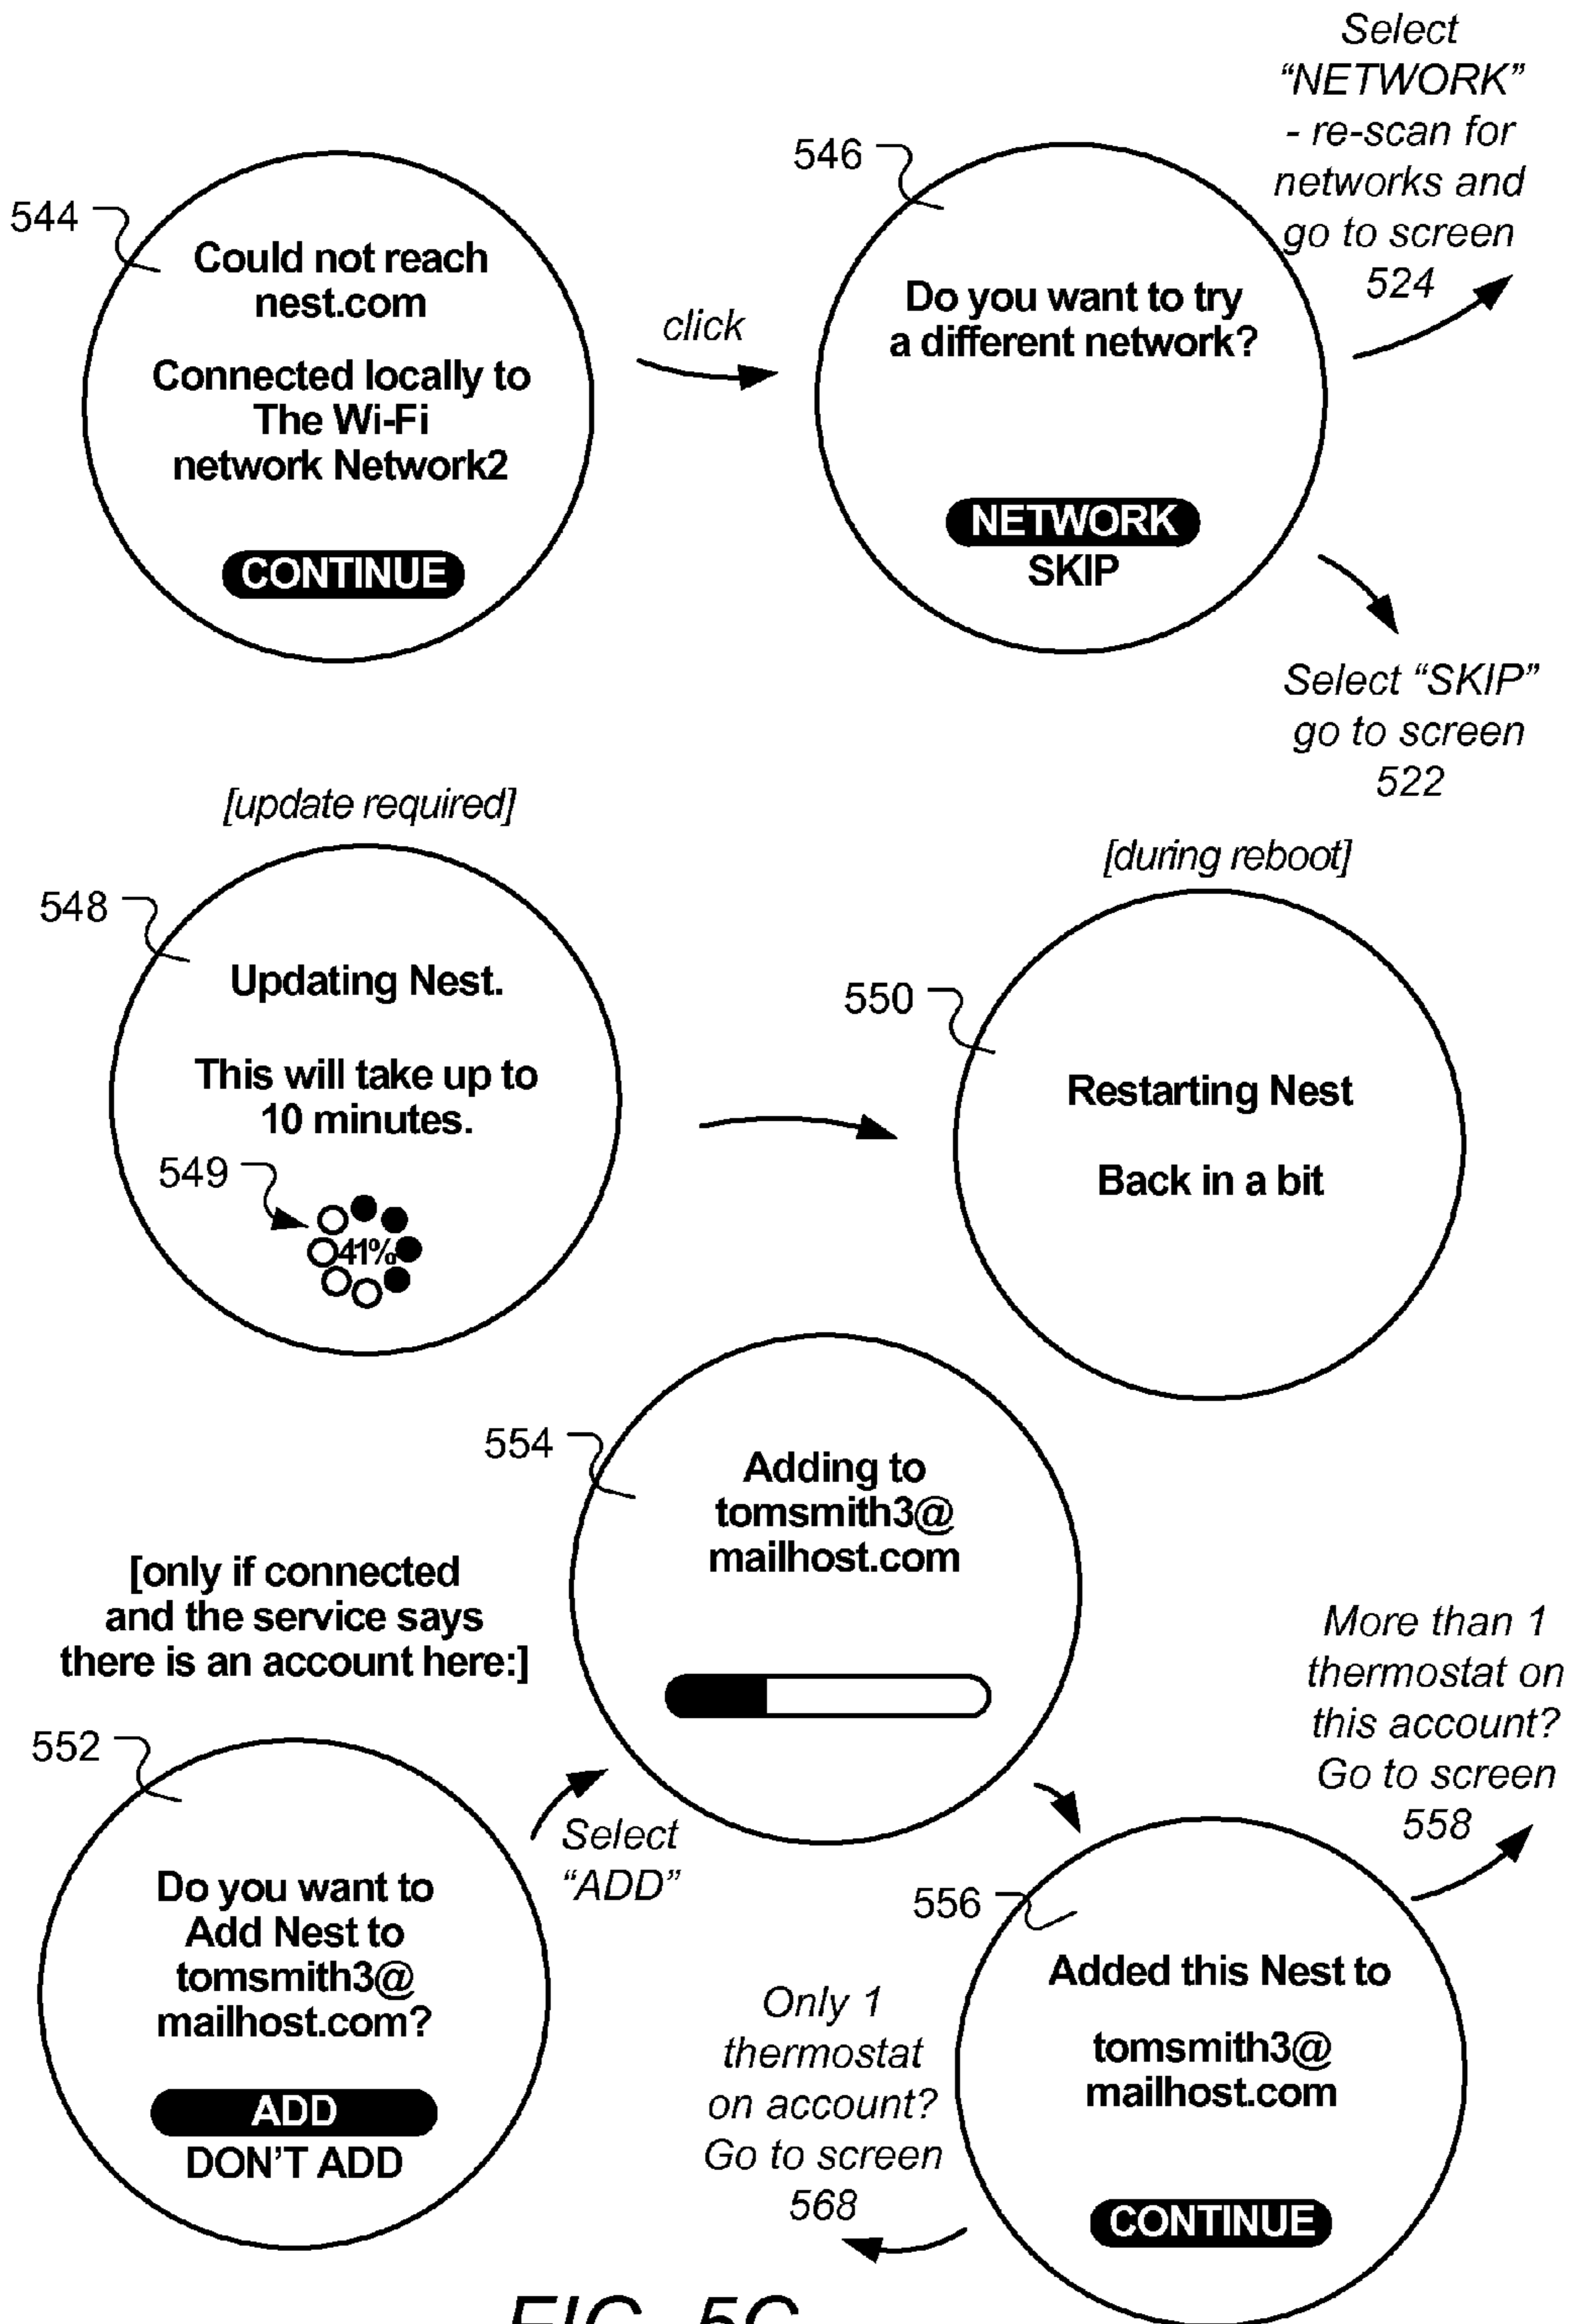 544
Could not reach
nest.com
Connected locally to
The Wi-Fi
network Network2
CONTINUE
click
546
Do you want to try
a different network?
NETWORK
SKIP
Select
“NETWORK”
- re-scan for
networks and
go to screen
524
Select “SKIP”
go to screen
522
[update required]
548
Updating Nest.
This will take up to
10 minutes.
549
41%
[during reboot]
550
Restarting Nest
Back in a bit
554
Adding to
tomsmith3@
mailhost.com
[only if connected
and the service says
there is an account here:]
552
Do you want to
Add Nest to
tomsmith3@
mailhost.com?
ADD
DON’T ADD
Select
“ADD”
More than 1
thermostat on
this account?
Go to screen
558
556
Added this Nest to
tomsmith3@
mailhost.com
CONTINUE
Only 1
thermostat
on account?
Go to screen
568
FIG. 5C